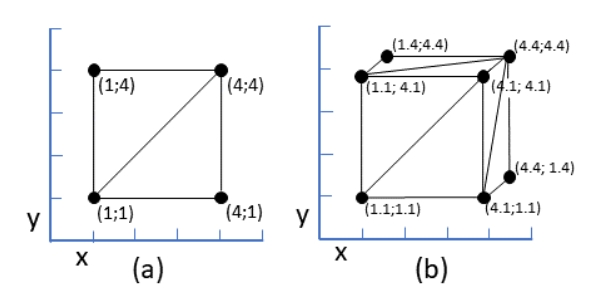 (1;4)
(4;4)
(1;1)
(4;1)
y
x
(a)
(1.4;4.4)
(4.4;4.4)
(1.1; 4.1)
(4.1; 4.1)
(4.4; 1.4)
(1.1;1.1)
(4.1;1.1)
y
x
(b)